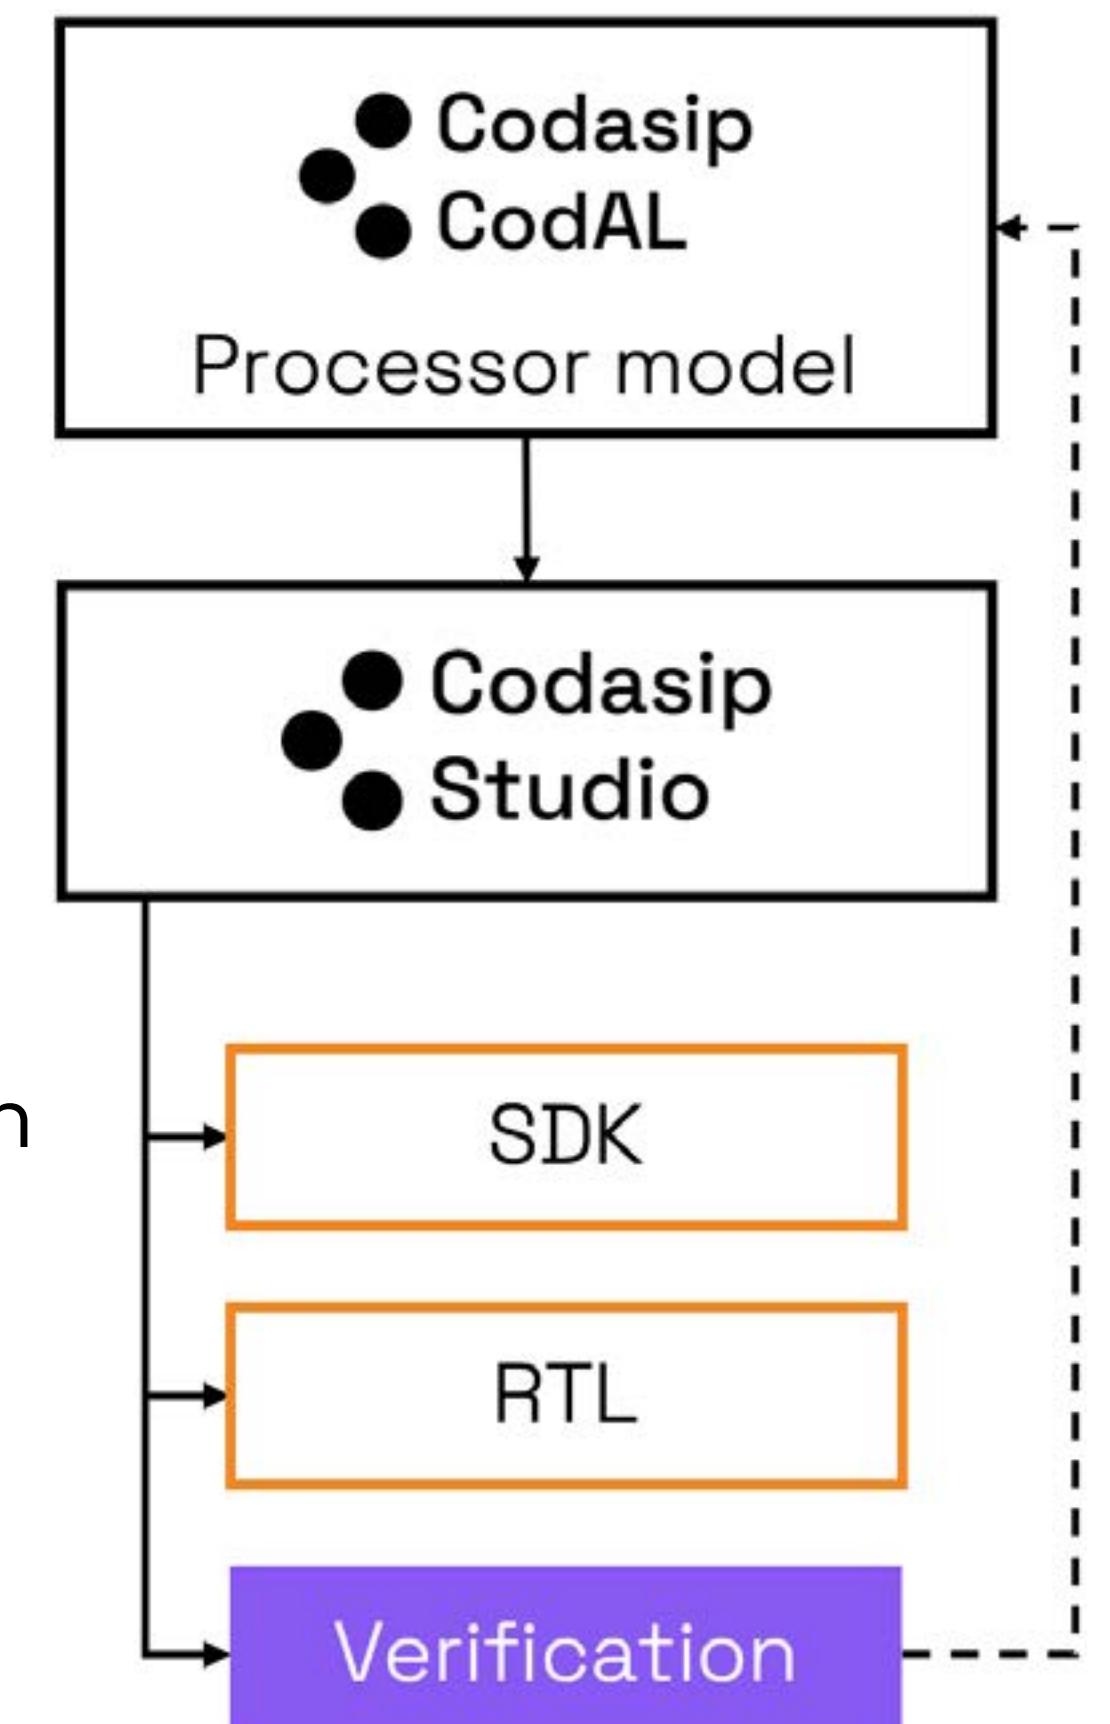 Codasip
CodAL
Processor model
Codasip
Studio
n
SDK
RTL
Verification